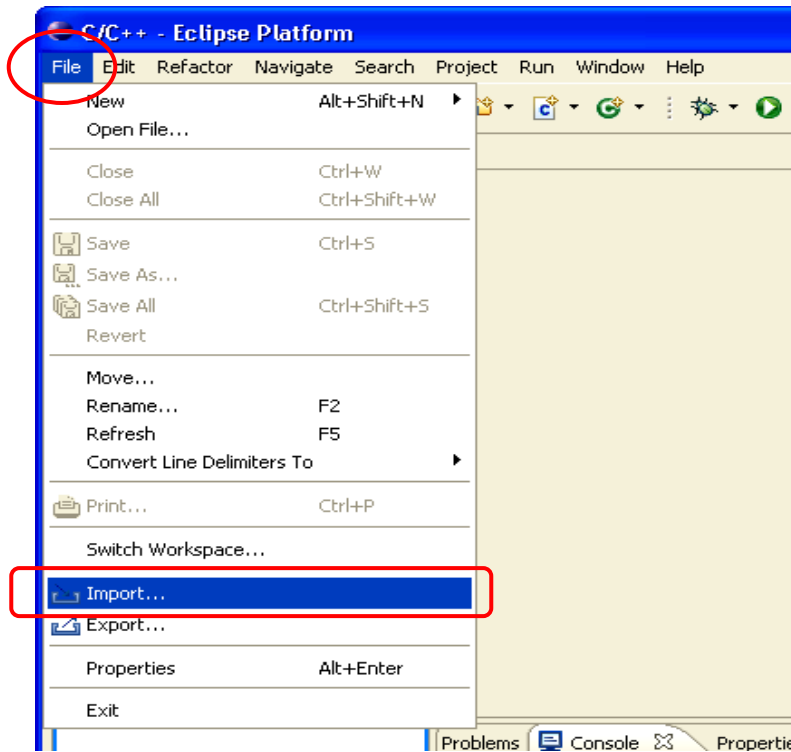 C/C++ - Eclipse Platform
File Edit Refactor Navigate Search Project Run Window Help
New Alt+Shift+N
Open File...
Close Ctrl+W
Close All Ctrl+Shift+W
Save Ctrl+S
Save As...
Save All Ctrl+Shift+S
Revert
Move...
Rename... F2
Refresh F5
Convert Line Delimiters To
Print... Ctrl+P
Switch Workspace...
Import...
Export...
Properties Alt+Enter
Exit
Problems Console Propertie